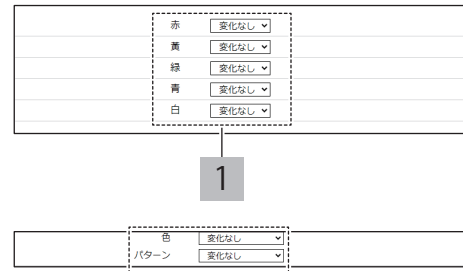 赤 変化なし
黄 変化なし
緑 変化なし
青 変化なし
白 変化なし
1
色 変化なし
パターン 変化なし